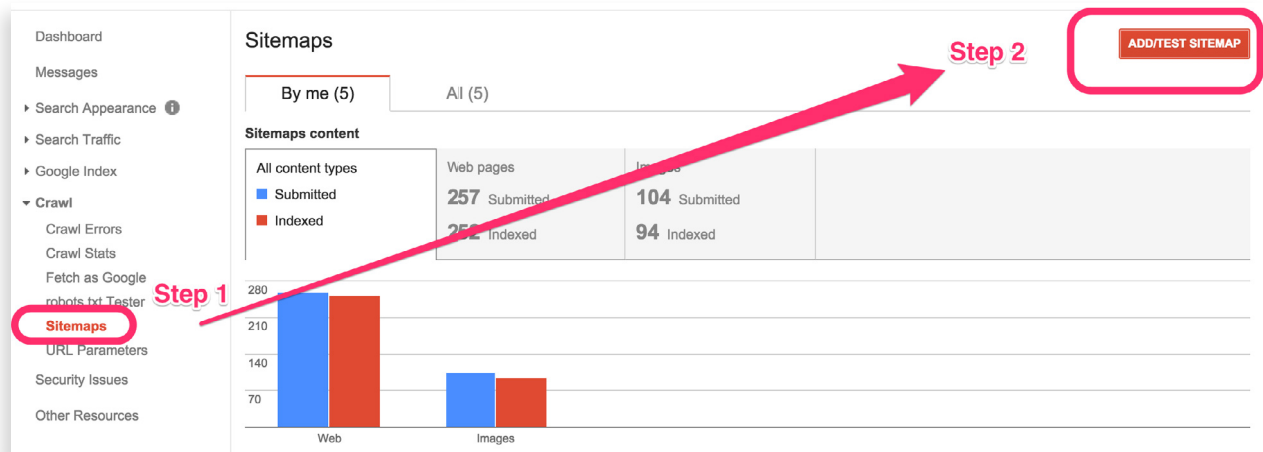 Dashboard
Messages
Search Appearance
Search Traffic
Google Index
Crawl
Crawl Errors
Crawl Stats
Fetch as Google
robots.txt Tester
Sitemaps
URL Parameters
Security Issues
Other Resources
Step 1
Sitemaps
Step 2
ADD/TEST SITEMAP
By me (5)
All (5)
Sitemaps content
All content types
Submitted
Indexed
Web pages
257 Submitted
252 Indexed
Images
104 Submitted
94 Indexed
280
210
140
70
Web
Images